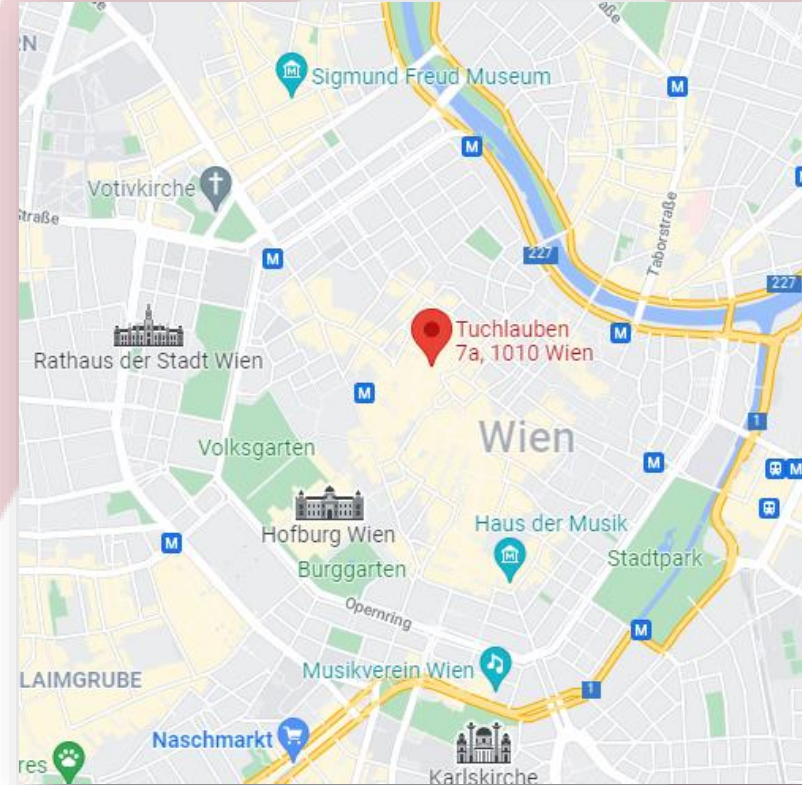 RN
aße
Sigmund Freud Museum
M
M
Votivkirche
Straße
M
227
Taborstraße
227
Tuchlauben
7a, 1010 Wien
M
Rathaus der Stadt Wien
M
1
Wien
Volksgarten
M
M
Hofburg Wien
Haus der Musik
M
Burggarten
Stadtpark
Opernring
M
LAIMGRUBE
Musikverein Wien
1
Naschmarkt
res
Karlskirche